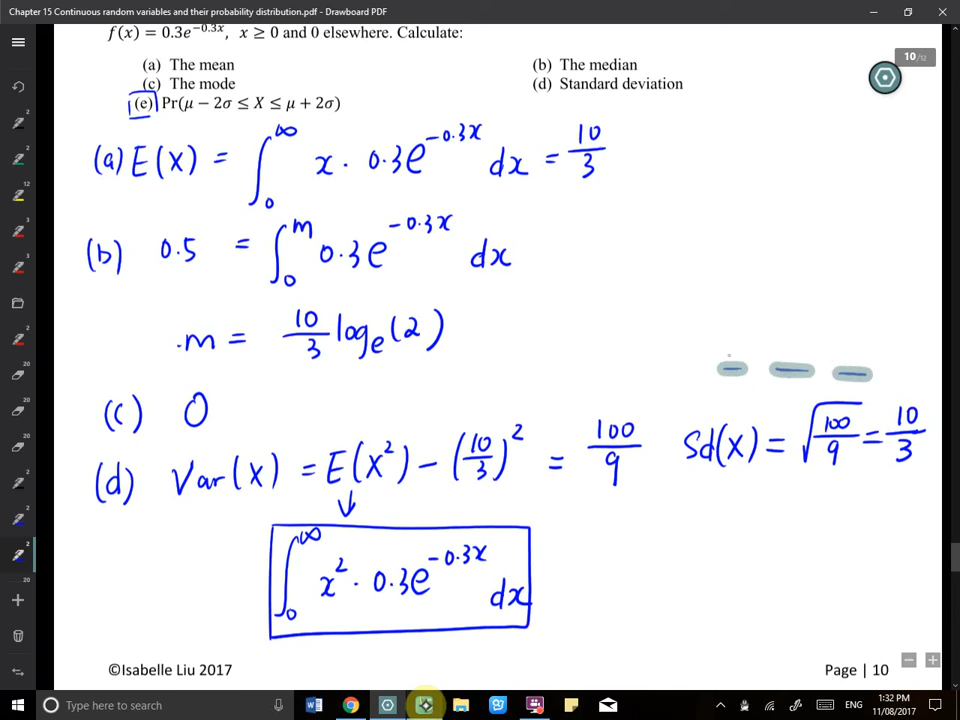 Chapter 15 Continuous random variables and their probability distribution.pdf - Drawboard PDF
f(x) = 0.3e^{−0.3x}, x ≥ 0 and 0 elsewhere. Calculate:
10/12
(a) The mean (b) The median
(c) The mode (d) Standard deviation
(e) Pr(μ − 2σ ≤ X ≤ μ + 2σ)
(a) E(X) = ∫_0^∞ x · 0.3e^{-0.3x} dx = 10/3
(b) 0.5 = ∫_0^m 0.3e^{-0.3x} dx
m = 10/3 log_e(2)
(c) 0
(d) Var(X) = E(X²) − (10/3)² = 100/9 Sd(X) = √(100/9) = 10/3
∫_0^∞ x² · 0.3e^{-0.3x} dx
©Isabelle Liu 2017 Page | 10
Type here to search
ENG
1:32 PM
11/08/2017